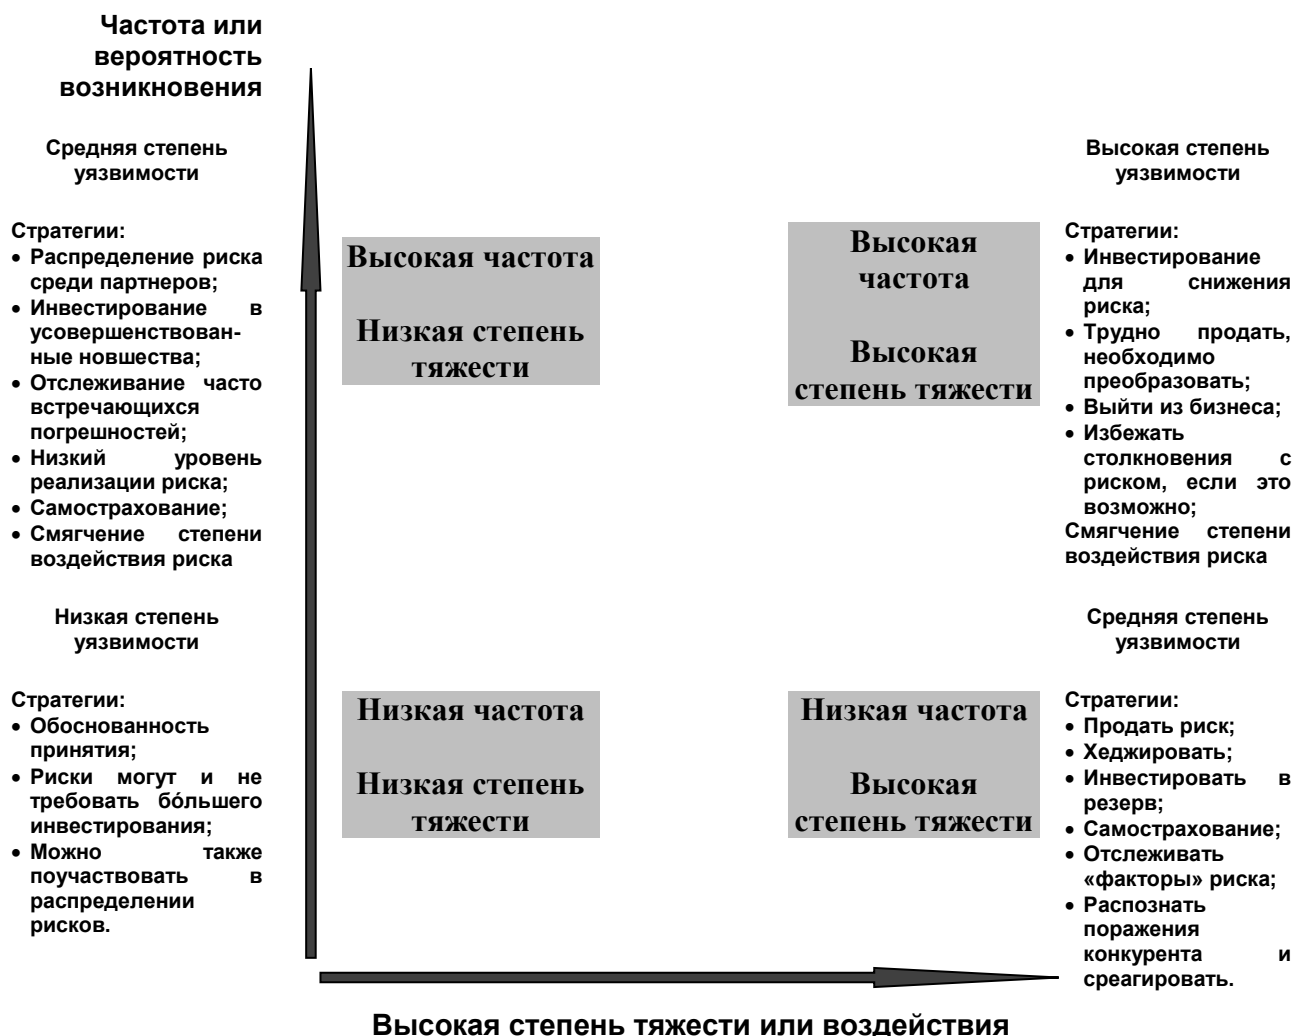 Частота или
вероятность
возникновения
Средняя степень
уязвимости
Стратегии:
• Распределение риска
среди партнеров;
• Инвестирование в
усовершенствован-
ные новшества;
• Отслеживание часто
встречающихся
погрешностей;
• Низкий уровень
реализации риска;
• Самострахование;
• Смягчение степени
воздействия риска
Высокая частота
Низкая степень
тяжести
Высокая
частота
Высокая
степень тяжести
Высокая степень
уязвимости
Стратегии:
• Инвестирование
для снижения
риска;
• Трудно продать,
необходимо
преобразовать;
• Выйти из бизнеса;
• Избежать
столкновения с
риском, если это
возможно;
Смягчение степени
воздействия риска
Низкая степень
уязвимости
Стратегии:
• Обоснованность
принятия;
• Риски могут и не
требовать бо́льшего
инвестирования;
• Можно также
поучаствовать в
распределении
рисков.
Низкая частота
Низкая степень
тяжести
Низкая частота
Высокая
степень тяжести
Средняя степень
уязвимости
Стратегии:
• Продать риск;
• Хеджировать;
• Инвестировать в
резерв;
• Самострахование;
• Отслеживать
«факторы» риска;
• Распознать
поражения
конкурента и
среагировать.
Высокая степень тяжести или воздействия